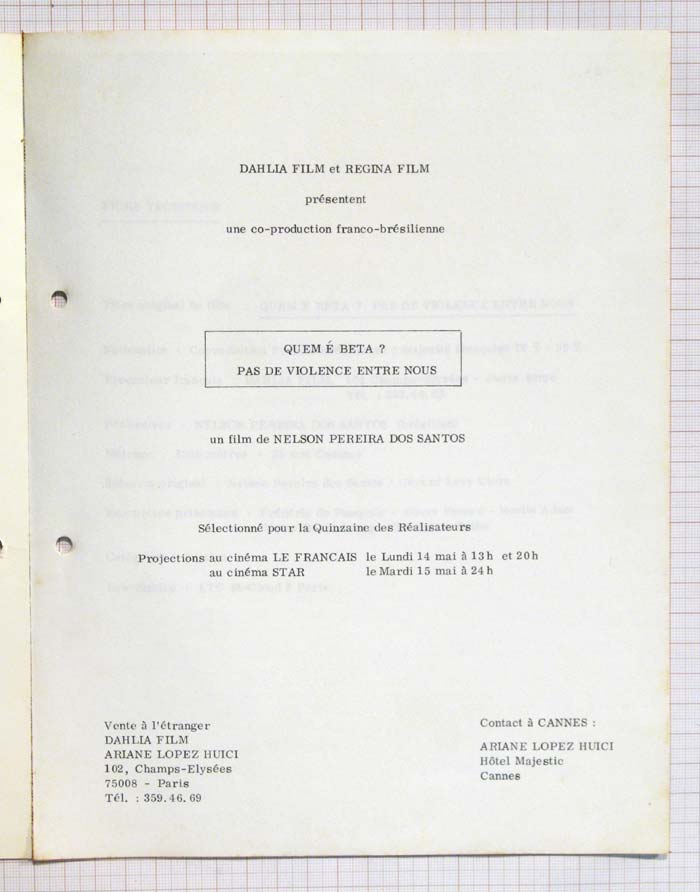 DAHLIA FILM et REGINA FILM
présentent
une co-production franco-brésilienne
QUEM É BETA ?
PAS DE VIOLENCE ENTRE NOUS
un film de NELSON PEREIRA DOS SANTOS
Sélectionné pour la Quinzaine des Réalisateurs
Projections au cinéma LE FRANCAIS le Lundi 14 mai à 13h et 20h
au cinéma STAR le Mardi 15 mai à 24h
Vente à l'étranger
DAHLIA FILM
ARIANE LOPEZ HUICI
102, Champs-Elysées
75008 - Paris
Tél. : 359.46.69
Contact à CANNES :
ARIANE LOPEZ HUICI
Hôtel Majestic
Cannes